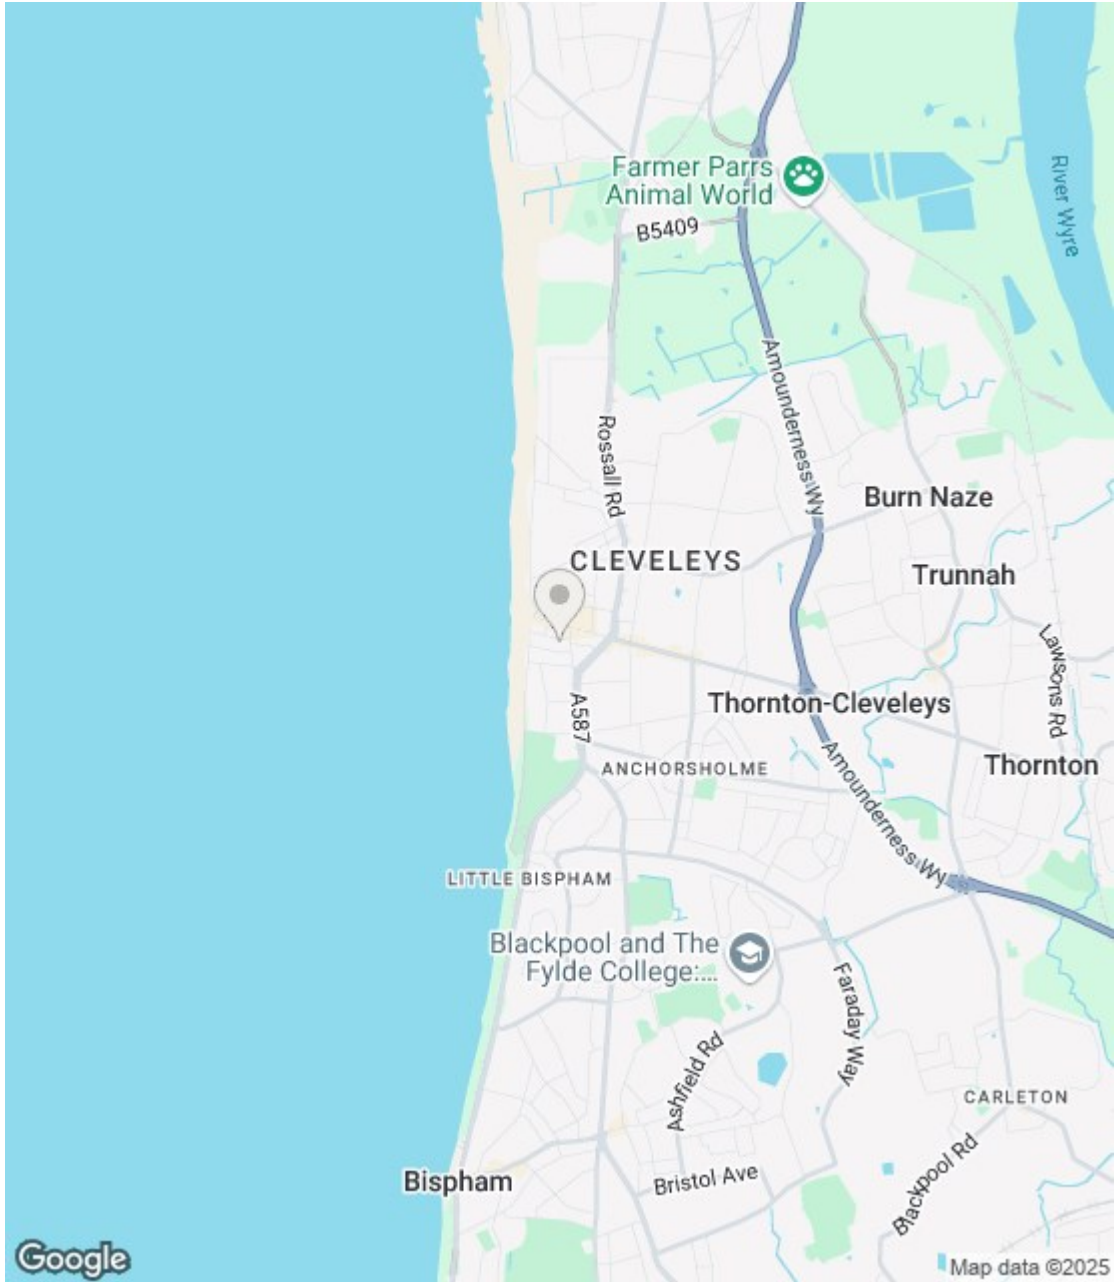 Farmer Parrs
Animal World
River Wyre
B5409
Amounderness Wy
Rossall Rd
Burn Naze
CLEVELEYS
Trunnah
Lawsons Rd
A587
Thornton-Cleveleys
ANCHORSHOLME
Thornton
Amounderness Wy
LITTLE BISPHAM
Blackpool and The
Fylde College:...
Faraday Way
Ashfield Rd
CARLETON
Blackpool Rd
Bispham
Bristol Ave
Google
Map data ©2025